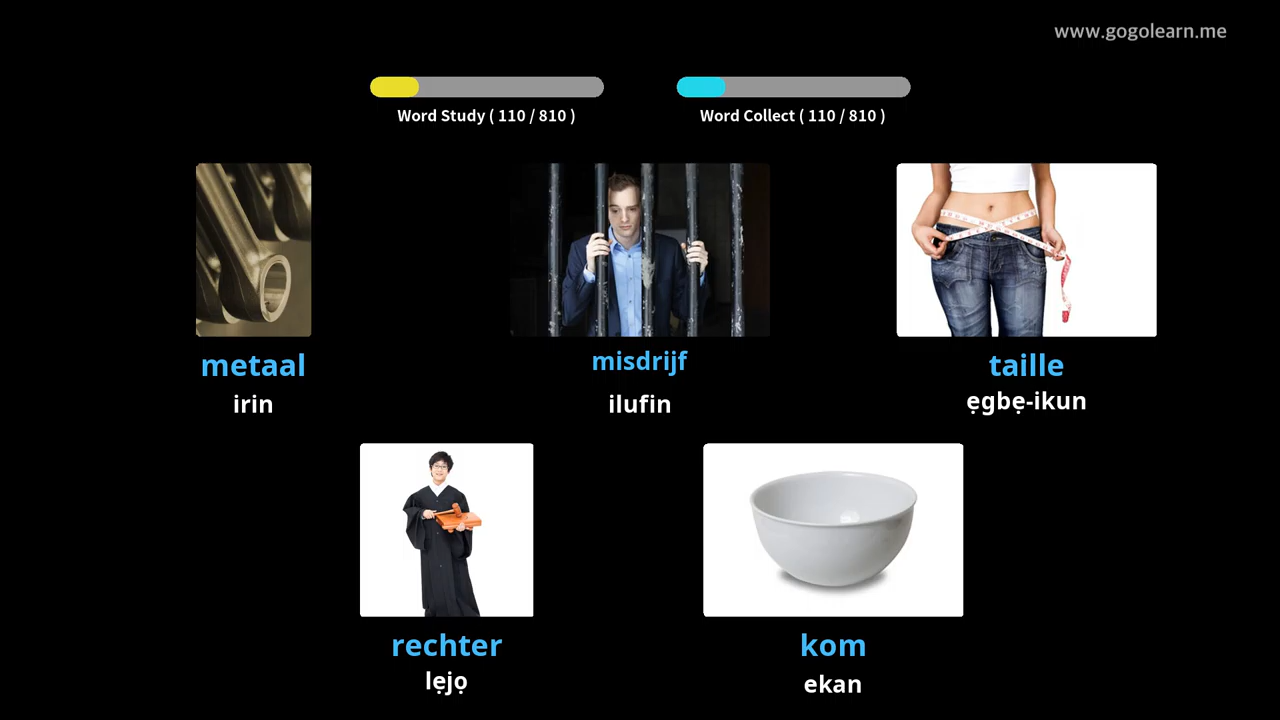 www.gogolearn.me
Word Study ( 110 / 810 )
Word Collect ( 110 / 810 )
metaal
irin
misdrijf
ilufin
taille
ẹgbẹ-ikun
rechter
lẹjọ
kom
ekan